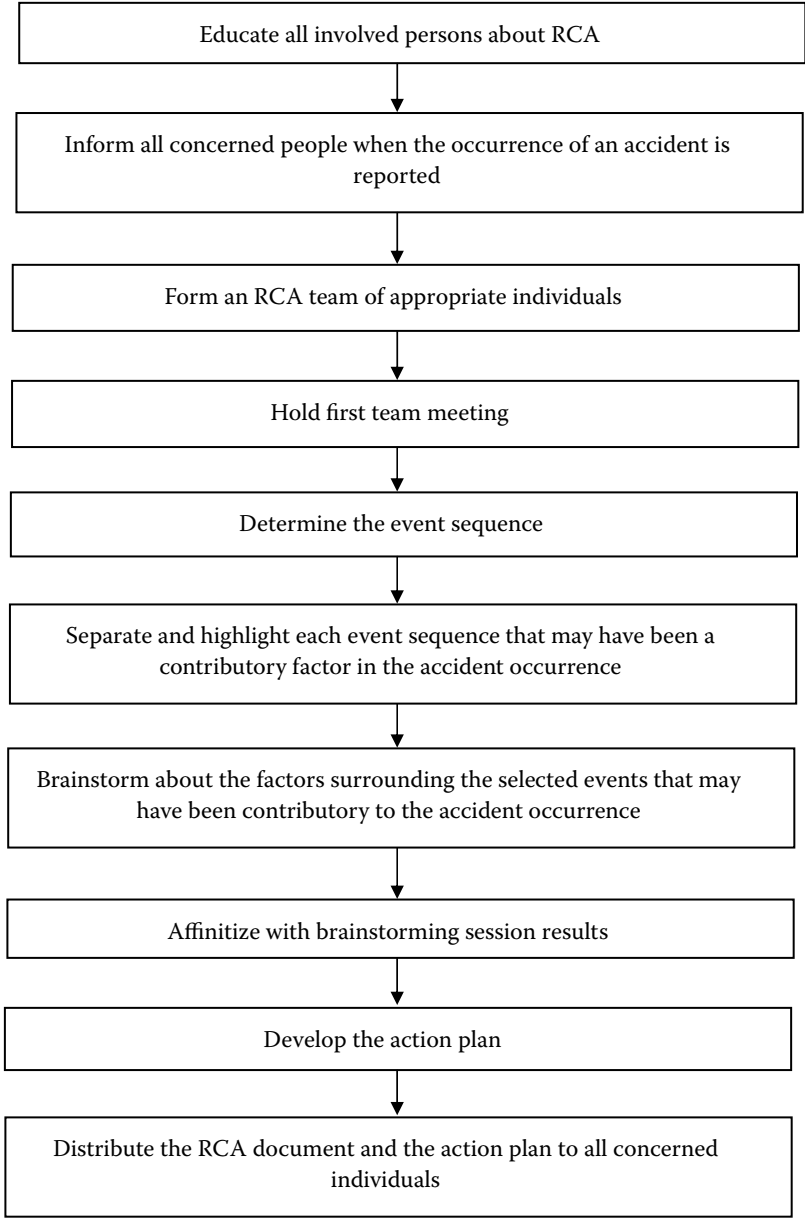 Educate all involved persons about RCA
Inform all concerned people when the occurrence of an accident is
reported
Form an RCA team of appropriate individuals
Hold first team meeting
Determine the event sequence
Separate and highlight each event sequence that may have been a
contributory factor in the accident occurrence
Brainstorm about the factors surrounding the selected events that may
have been contributory to the accident occurrence
Affinitize with brainstorming session results
Develop the action plan
Distribute the RCA document and the action plan to all concerned
individuals